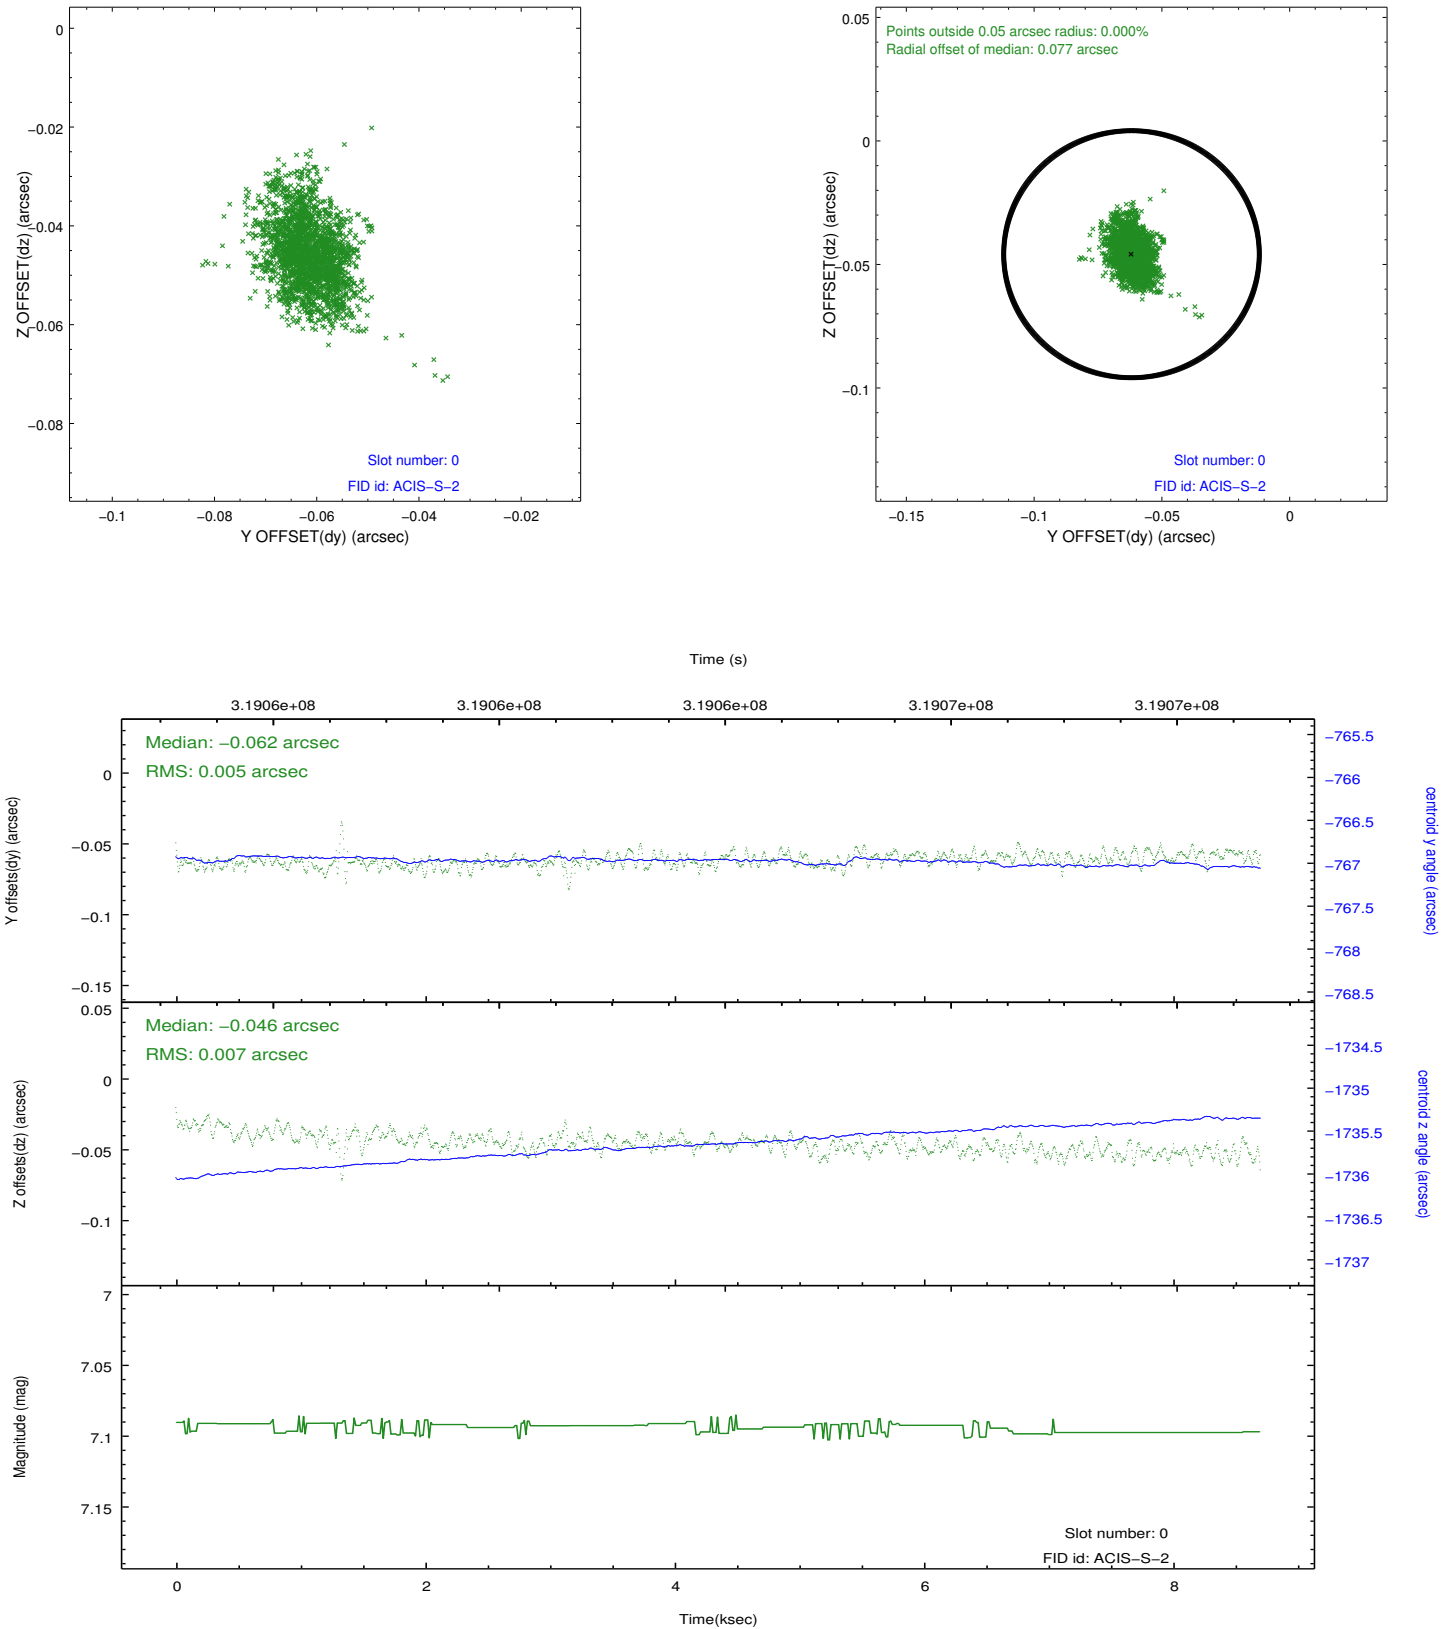 0
−0.02
−0.04
−0.06
−0.08
Z OFFSET(dz) (arcsec)
Slot number: 0
FID id: ACIS−S−2
−0.1 −0.08 −0.06 −0.04 −0.02
Y OFFSET(dy) (arcsec)
Points outside 0.05 arcsec radius: 0.000%
Radial offset of median: 0.077 arcsec
0.05
0
−0.05
−0.1
Z OFFSET(dz) (arcsec)
Slot number: 0
FID id: ACIS−S−2
−0.15 −0.1 −0.05 0
Y OFFSET(dy) (arcsec)
Time (s)
3.1906e+08 3.1906e+08 3.1906e+08 3.1907e+08 3.1907e+08
Median: −0.062 arcsec
RMS: 0.005 arcsec
0
−0.05
−0.1
−0.15
Y offsets(dy) (arcsec)
−765.5
−766
−766.5
−767
−767.5
−768
−768.5
centroid y angle (arcsec)
Median: −0.046 arcsec
RMS: 0.007 arcsec
0.05
0
−0.05
−0.1
Z offsets(dz) (arcsec)
−1734.5
−1735
−1735.5
−1736
−1736.5
−1737
centroid z angle (arcsec)
7
7.05
7.1
7.15
Magnitude (mag)
Slot number: 0
FID id: ACIS−S−2
0 2 4 6 8
Time(ksec)